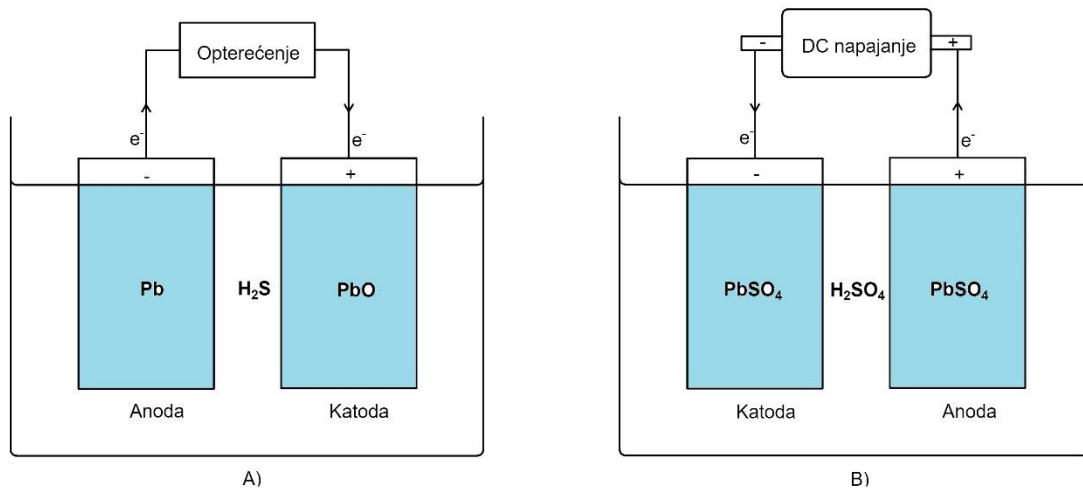 Opterećenje
e⁻
e⁻
-
+
Pb
H₂S
PbO
Anoda
Katoda
A)
-
DC napajanje
+
e⁻
e⁻
-
+
PbSO₄
H₂SO₄
PbSO₄
Katoda
Anoda
B)